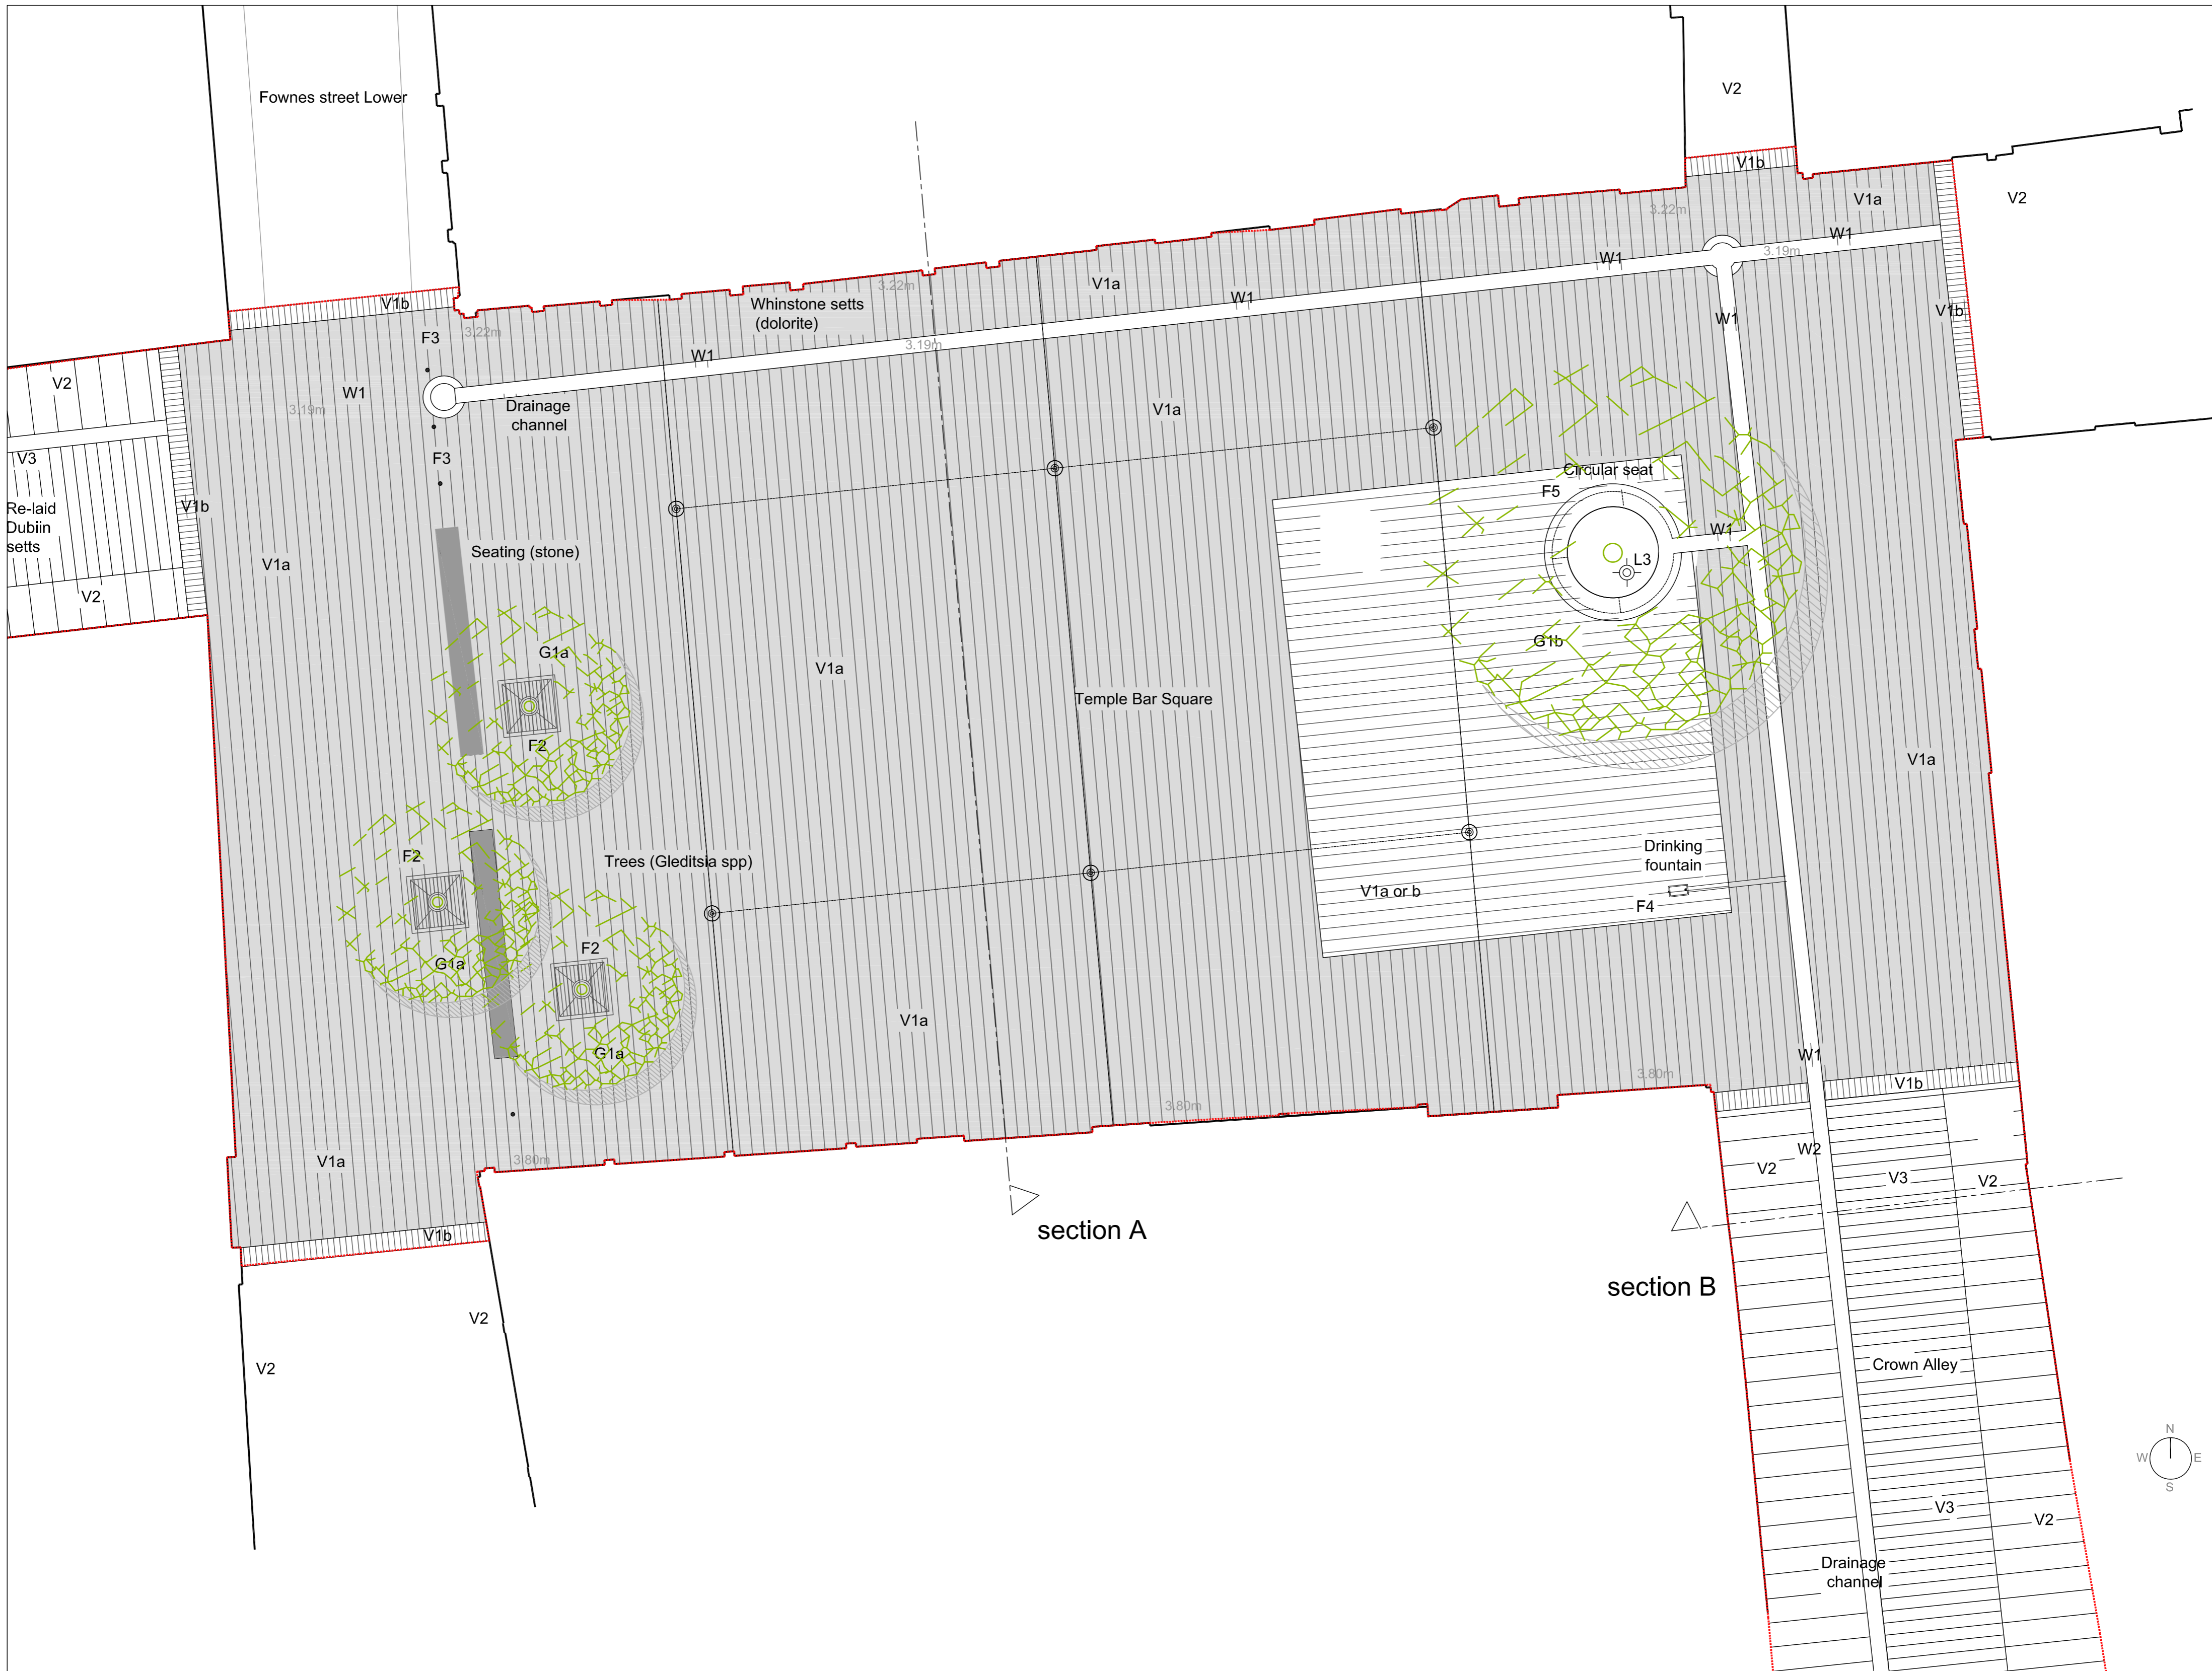 V2
Fownes street Lower
V1b
V2
V1a
3.22m
W1
3.19m
W1
V1a
3.22m
Whinstone setts
(dolorite)
W1
V1b
F3
3.22m
3.19m
W1
V1b
W1
V2
W1
3.19m
F3
Drainage
channel
V1a
V3
Circular seat
F5
Re-laid
Dubiin
setts
V1b
W1
Seating (stone)
V1a
L3
V2
G1a
G1b
V1a
Temple Bar Square
F2
V1a
F2
Trees (Gleditsia spp)
Drinking
fountain
V1a or b
F4
F2
G1a
V1a
G1a
W1
3.80m
V1b
3.80m
3.80m
V1a
W2
V2
V3
V2
section A
V1b
section B
V2
V2
Crown Alley
N
W
E
S
V3
V2
Drainage
channel